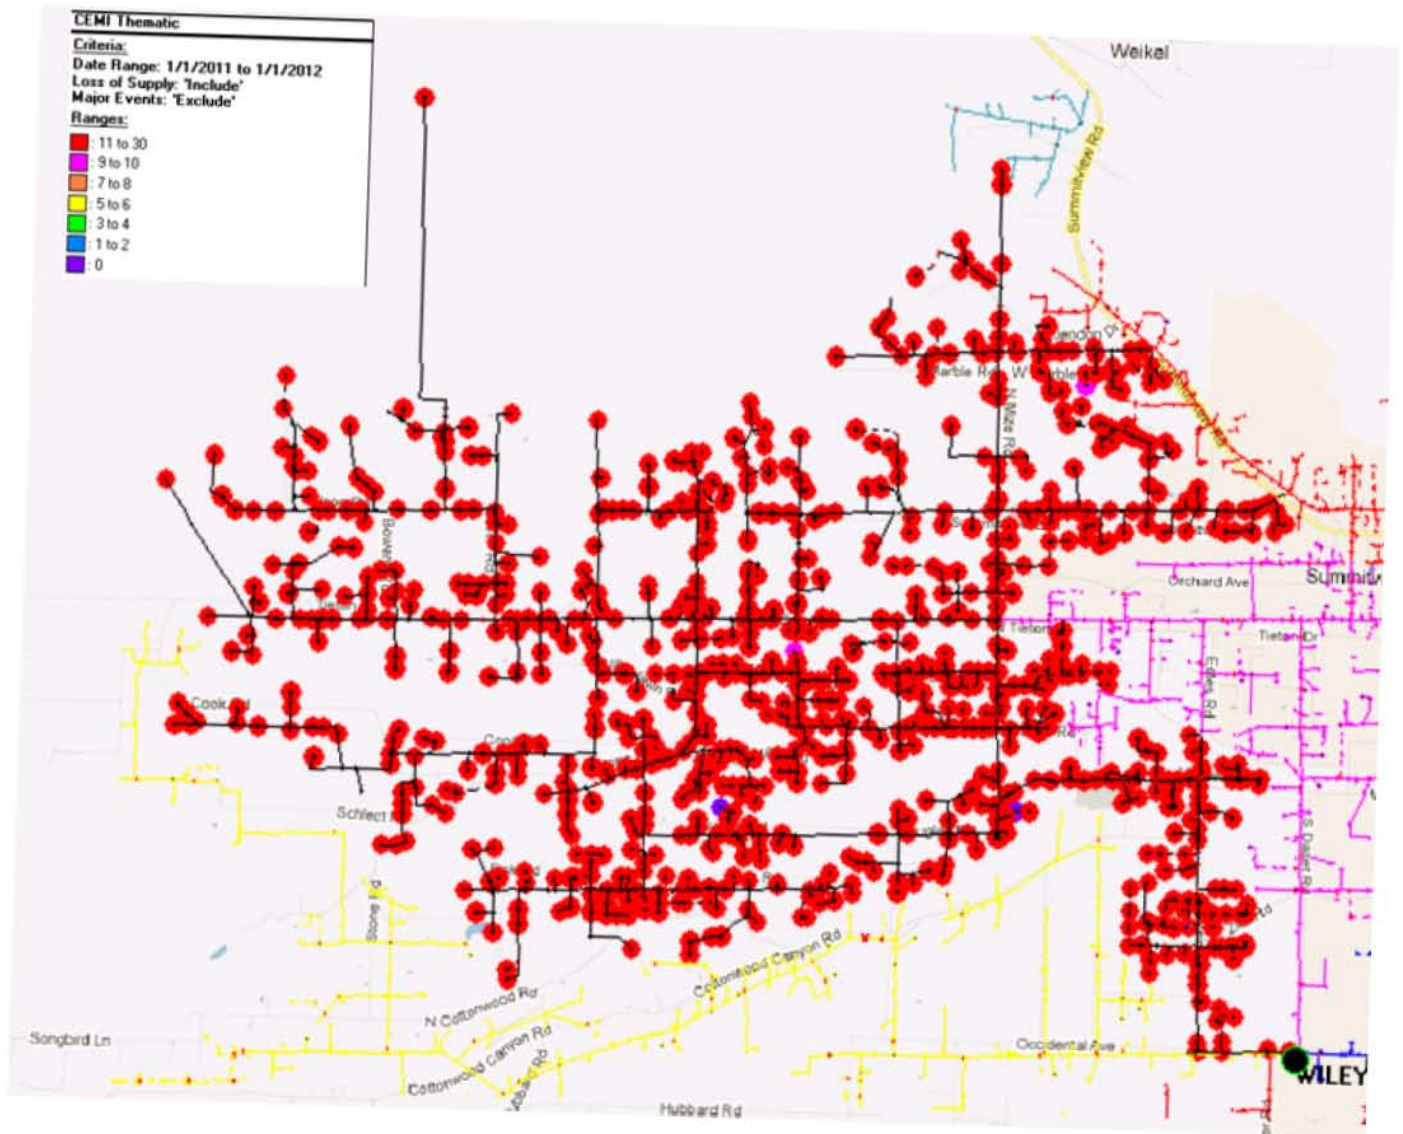 CEMI Thematic
Criteria:
Date Range: 1/1/2011 to 1/1/2012
Loss of Supply: "Include"
Major Events: "Exclude"
Ranges:
: 11 to 30
: 9 to 10
: 7 to 8
: 5 to 6
: 3 to 4
: 1 to 2
: 0
Weikel
Summitview Rd
Marble R
W
N Mize Rd
Orchard Ave
Summitv
Tieton
Tieton Dr
Rd
Cook
Schlect
Stone Rd
S Dazet Rd
Rd
Cottonwood Canyon Rd
N Cottonwood Rd
Songbird Ln
Occidental Ave
Cottonwood Canyon Rd
WILEY
Hubbard Rd